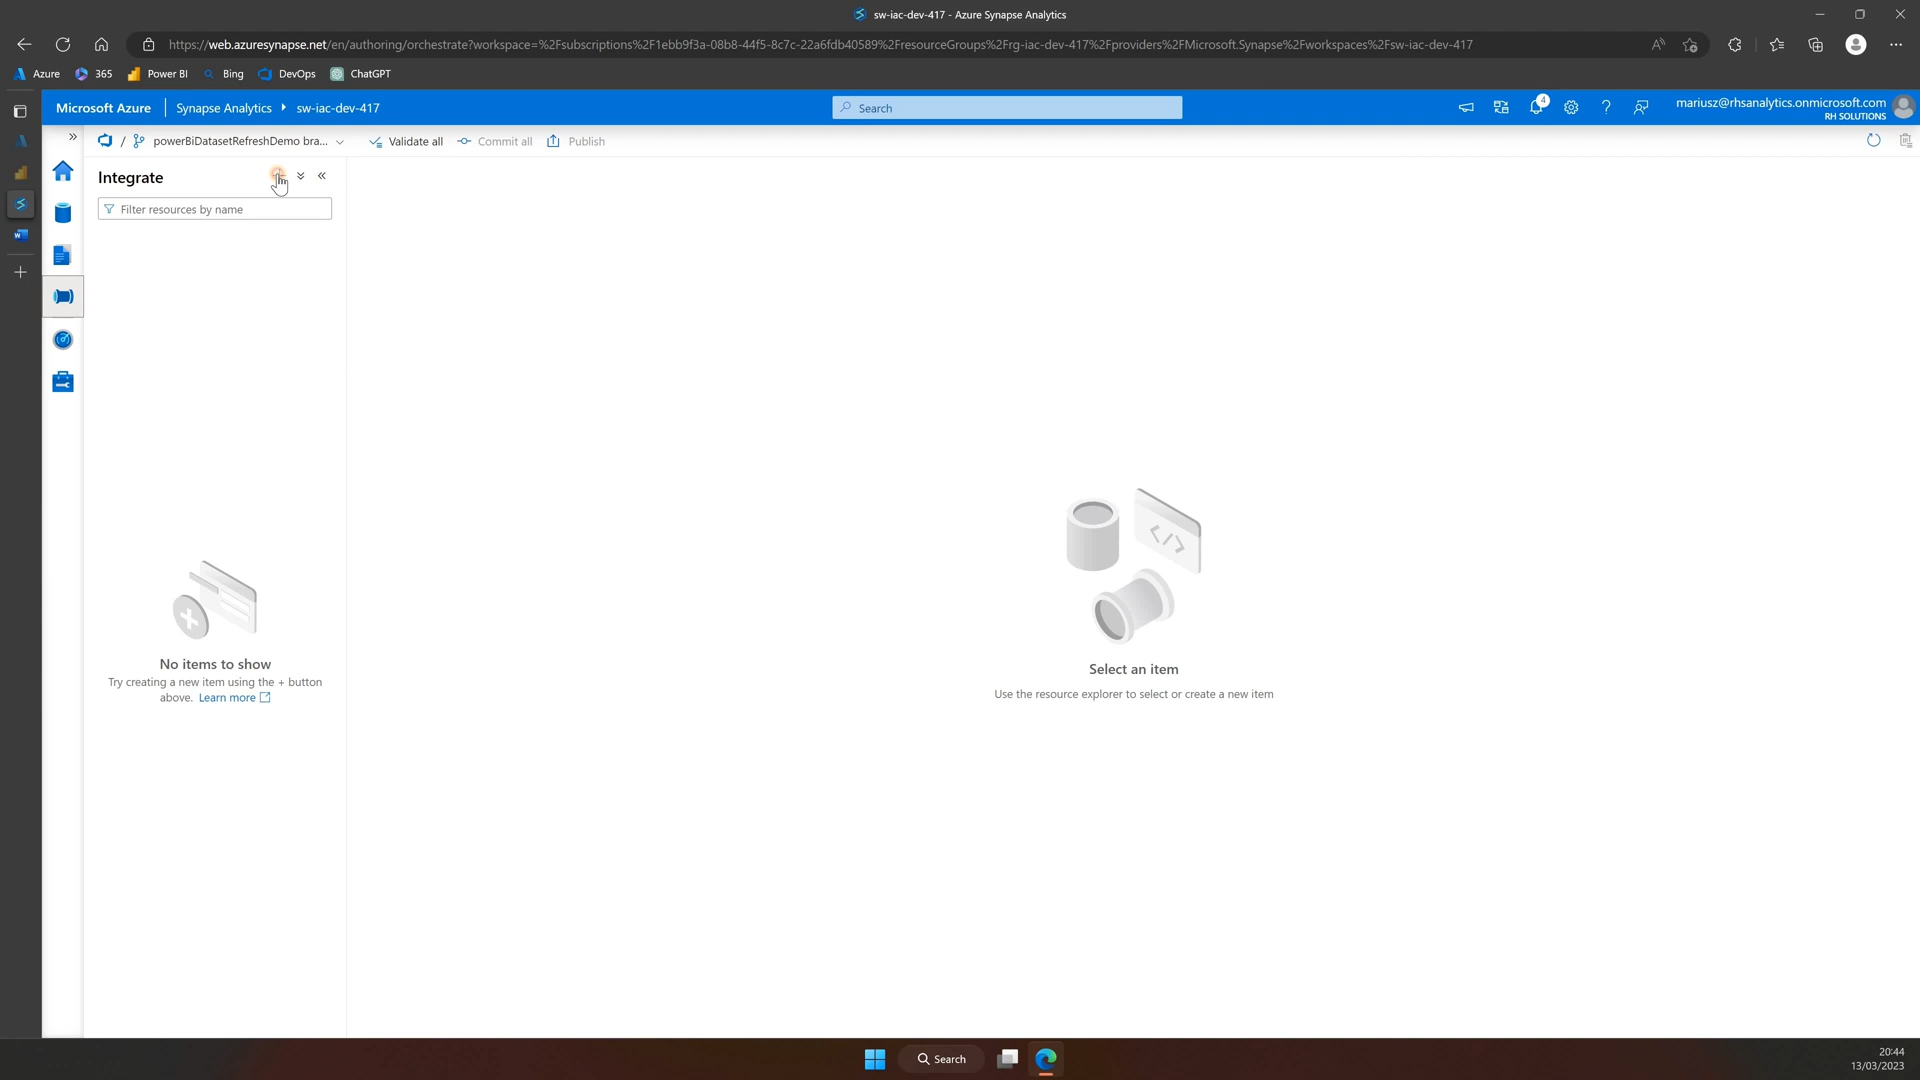 sw-iac-dev-417 - Azure Synapse Analytics
https://web.azuresynapse.net/en/authoring/orchestrate?workspace=%2Fsubscriptions%2F1ebb9f3a-08b8-44f5-8c7c-22a6fdb40589%2FresourceGroups%2Frg-iac-dev-417%2Fproviders%2FMicrosoft.Synapse%2Fworkspaces%2Fsw-iac-dev-417
Azure 365 Power BI Bing DevOps ChatGPT
Microsoft Azure Synapse Analytics sw-iac-dev-417 Search 4 mariusz@rhsanalytics.onmicrosoft.com
RH SOLUTIONS
/ powerBiDatasetRefreshDemo bra... Validate all Commit all Publish
Integrate
Filter resources by name
No items to show
Try creating a new item using the + button
above. Learn more
Select an item
Use the resource explorer to select or create a new item
Search
20:44
13/03/2023